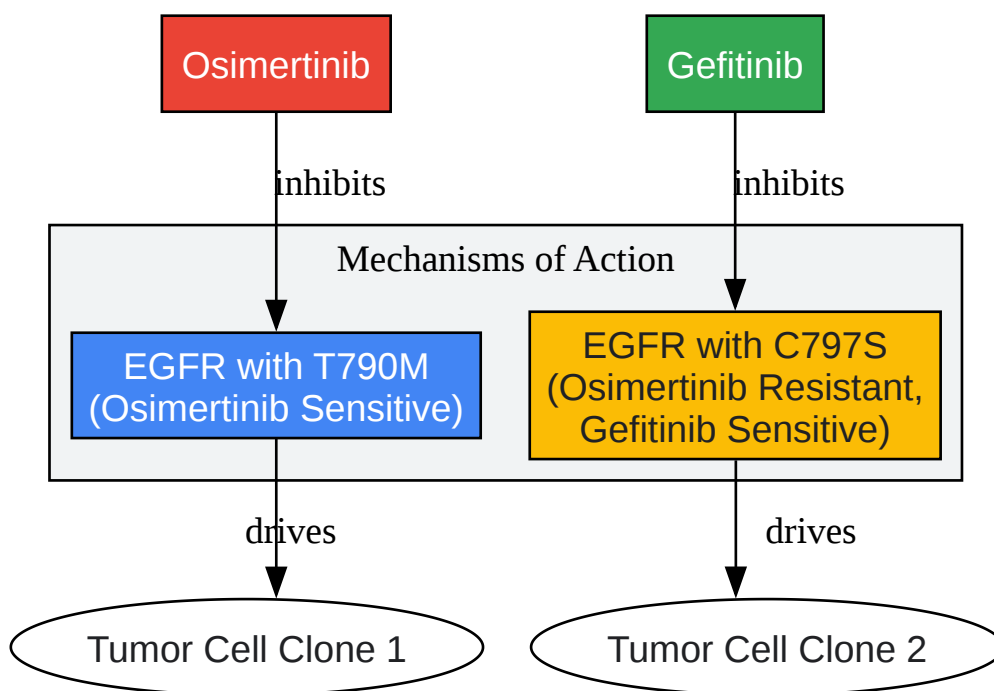 Osimertinib
Gefitinib
inhibits
inhibits
Mechanisms of Action
EGFR with T790M
(Osimertinib Sensitive)
EGFR with C797S
(Osimertinib Resistant,
Gefitinib Sensitive)
drives
drives
Tumor Cell Clone 1
Tumor Cell Clone 2